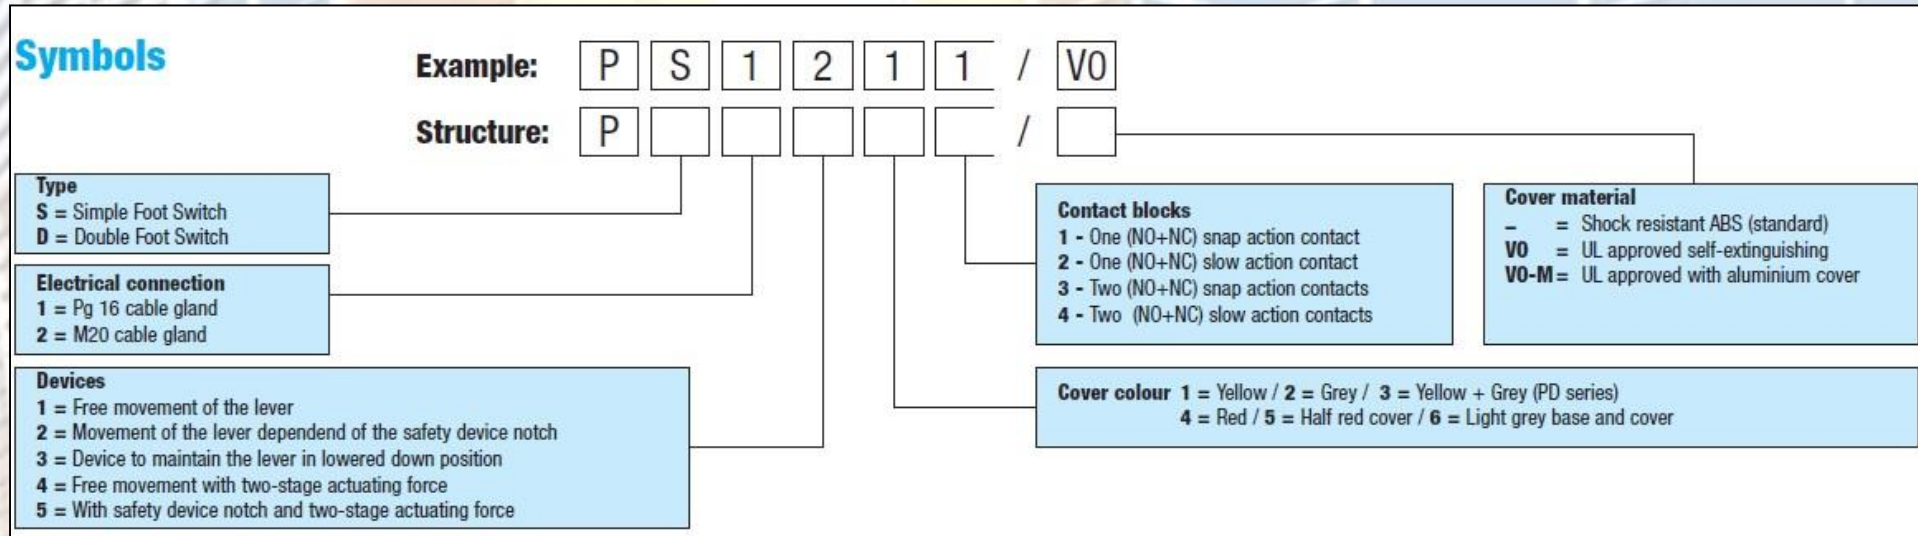 Symbols
Example: P S 1 2 1 1 / V0
Structure: P /
Type
S = Simple Foot Switch
D = Double Foot Switch
Electrical connection
1 = Pg 16 cable gland
2 = M20 cable gland
Devices
1 = Free movement of the lever
2 = Movement of the lever dependend of the safety device notch
3 = Device to maintain the lever in lowered down position
4 = Free movement with two-stage actuating force
5 = With safety device notch and two-stage actuating force
Contact blocks
1 - One (NO+NC) snap action contact
2 - One (NO+NC) slow action contact
3 - Two (NO+NC) snap action contacts
4 - Two (NO+NC) slow action contacts
Cover material
– = Shock resistant ABS (standard)
V0 = UL approved self-extinguishing
V0-M = UL approved with aluminium cover
Cover colour 1 = Yellow / 2 = Grey / 3 = Yellow + Grey (PD series)
4 = Red / 5 = Half red cover / 6 = Light grey base and cover